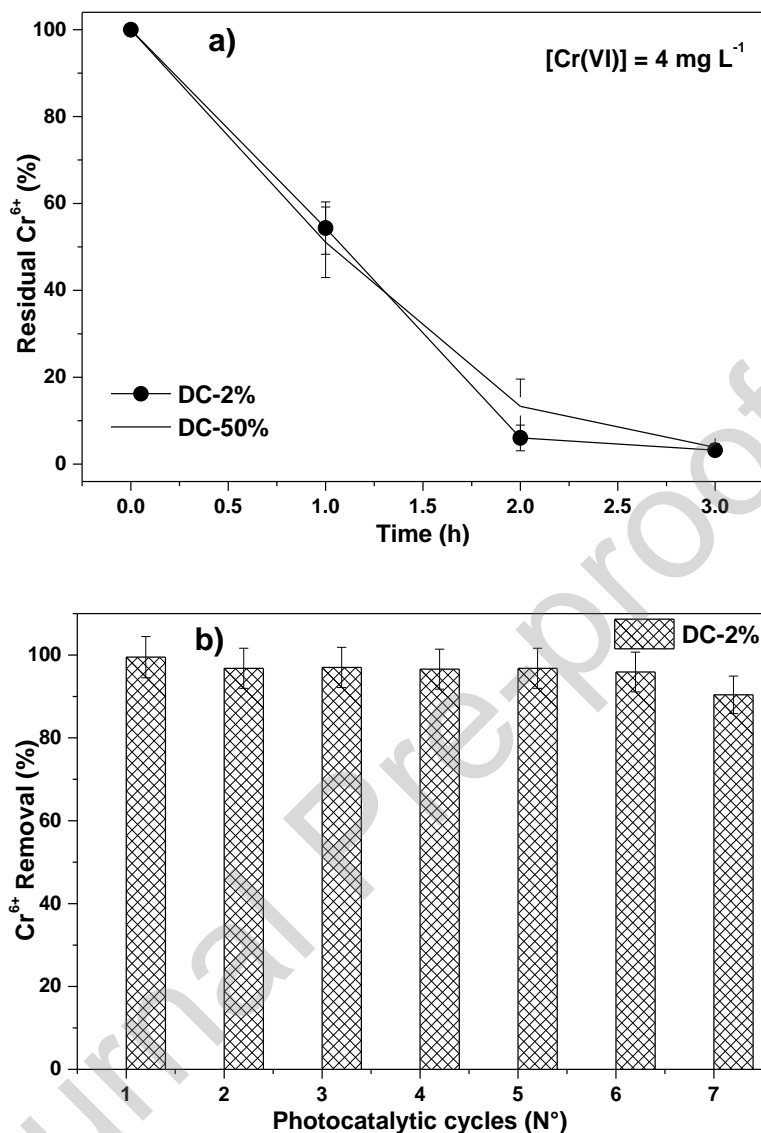 a)
[Cr(VI)] = 4 mg L⁻¹
100
80
60
40
20
0
Residual Cr⁶⁺ (%)
DC-2%
DC-50%
0.0 0.5 1.0 1.5 2.0 2.5 3.0
Time (h)
b)
DC-2%
100
80
60
40
20
0
Cr⁶⁺ Removal (%)
1 2 3 4 5 6 7
Photocatalytic cycles (N°)
urnal Pre-proof